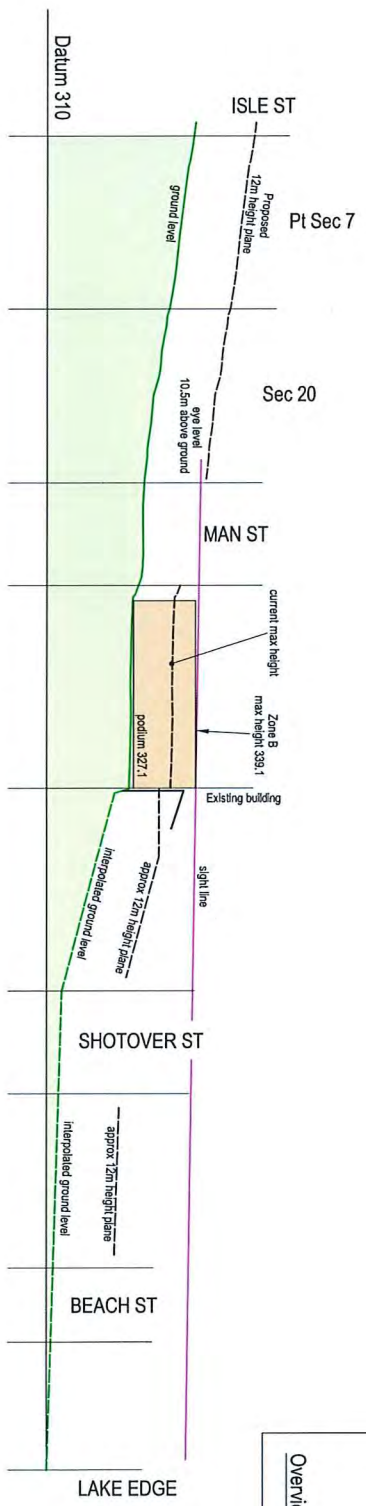 ISLE ST
Datum 310
Pt Sec 7
Proposed
12m height plane
ground level
Sec 20
eye level
10.5m above ground
MAN ST
current max height
Zone B
max height 339.1
podium 327.1
Existing building
sight line
approx 12m height plane
interpolated ground level
SHOTOVER ST
approx 12m height plane
interpolated ground level
BEACH ST
LAKE EDGE
Overvi